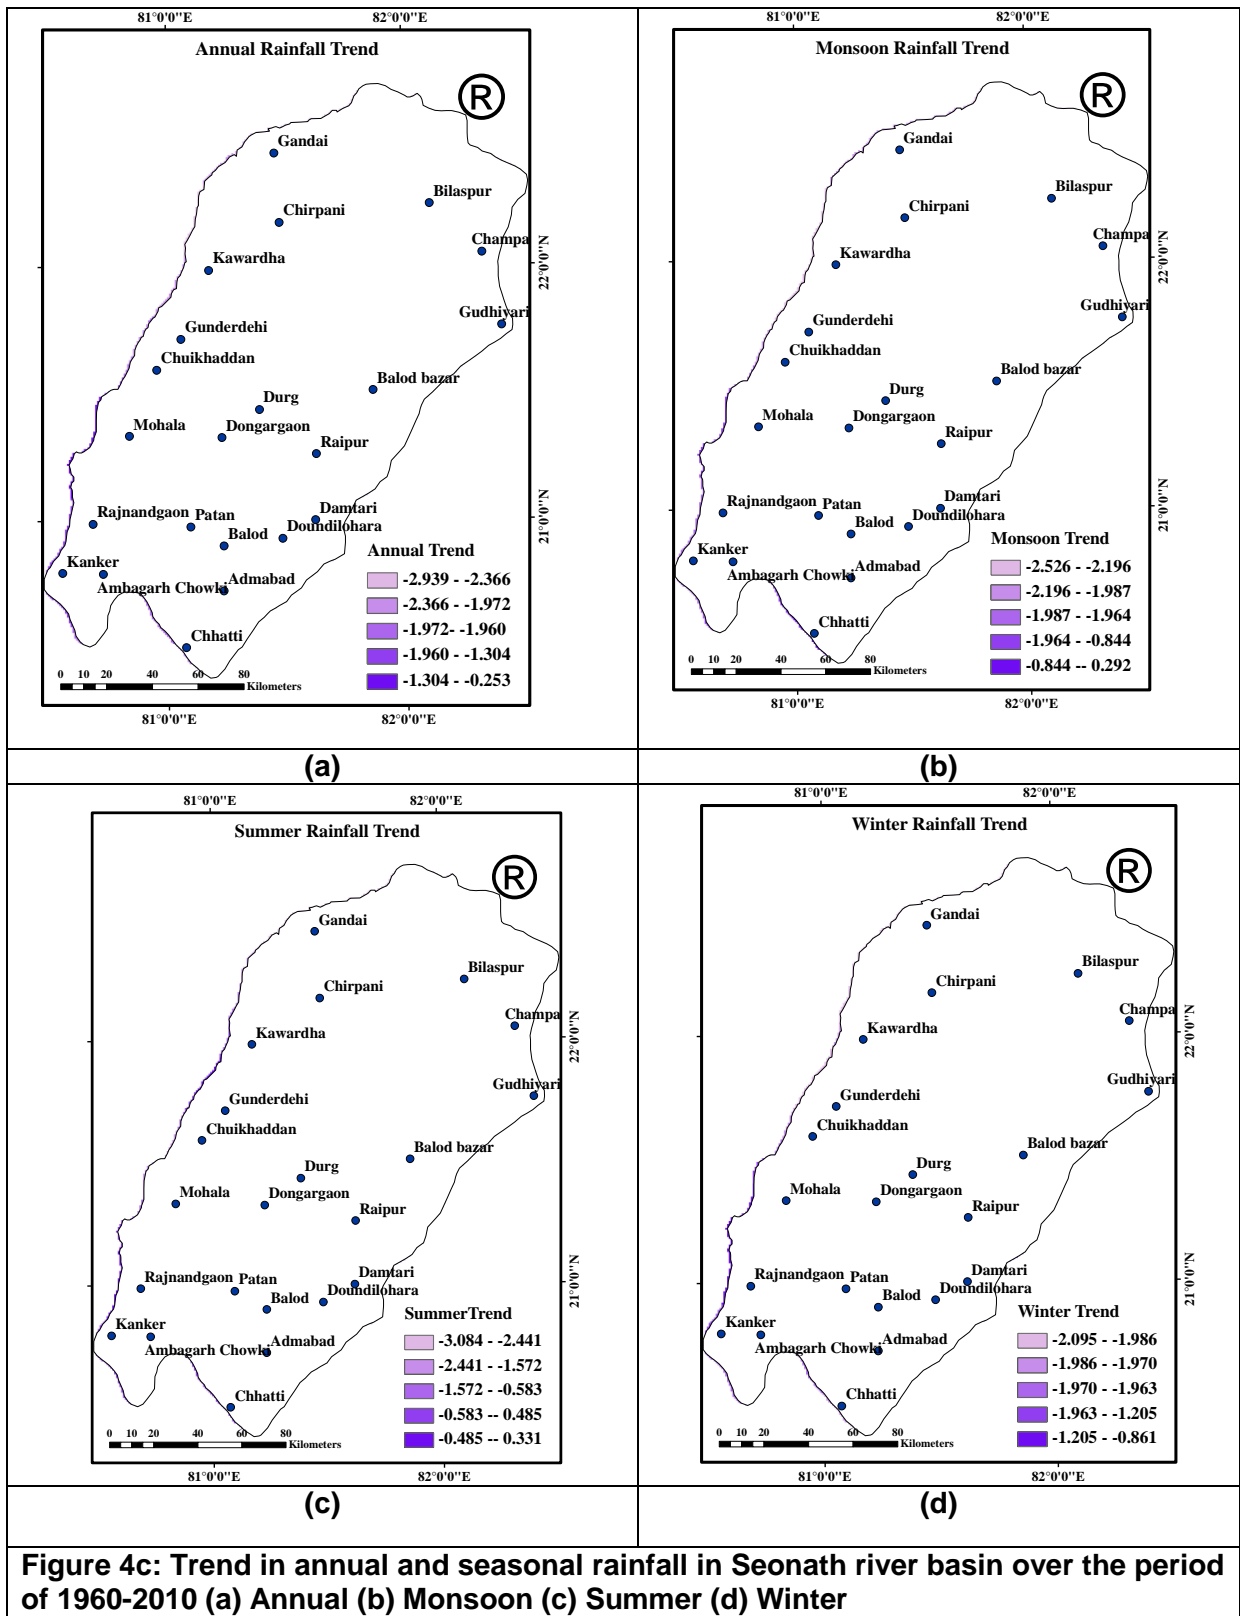 81°0'0"E 82°0'0"E
Annual Rainfall Trend
®
Gandai
Bilaspur
Chirpani
Champa
Kawardha
22°0'0"N
Gudhiyari
Gunderdehi
Chuikhaddan
Balod bazar
Durg
Mohala
Dongargaon
Raipur
Damtari
Rajnandgaon Patan
Doundilohara
21°0'0"N
Balod
Kanker
Ambagarh Chowki
Admabad
Chhatti
Annual Trend
-2.939 - -2.366
-2.366 - -1.972
-1.972- -1.960
-1.960 - -1.304
-1.304 - -0.253
0 10 20 40 60 80
Kilometers
81°0'0"E 82°0'0"E
(a)
81°0'0"E 82°0'0"E
Monsoon Rainfall Trend
®
Gandai
Bilaspur
Chirpani
Champa
Kawardha
22°0'0"N
Gudhiyari
Gunderdehi
Chuikhaddan
Balod bazar
Durg
Mohala
Dongargaon
Raipur
Damtari
Rajnandgaon Patan
Doundilohara
21°0'0"N
Balod
Kanker
Ambagarh Chowki
Admabad
Chhatti
Monsoon Trend
-2.526 - -2.196
-2.196 - -1.987
-1.987 - -1.964
-1.964 - -0.844
-0.844 -- 0.292
0 10 20 40 60 80
Kilometers
81°0'0"E 82°0'0"E
(b)
81°0'0"E 82°0'0"E
Summer Rainfall Trend
®
Gandai
Bilaspur
Chirpani
Champa
Kawardha
22°0'0"N
Gudhiyari
Gunderdehi
Chuikhaddan
Balod bazar
Durg
Mohala
Dongargaon
Raipur
Damtari
Rajnandgaon Patan
Doundilohara
21°0'0"N
Balod
Kanker
Ambagarh Chowki
Admabad
Chhatti
SummerTrend
-3.084 - -2.441
-2.441 - -1.572
-1.572 - -0.583
-0.583 -- 0.485
-0.485 -- 0.331
0 10 20 40 60 80
Kilometers
81°0'0"E 82°0'0"E
(c)
81°0'0"E 82°0'0"E
Winter Rainfall Trend
®
Gandai
Bilaspur
Chirpani
Champa
Kawardha
22°0'0"N
Gudhiyari
Gunderdehi
Chuikhaddan
Balod bazar
Durg
Mohala
Dongargaon
Raipur
Damtari
Rajnandgaon Patan
Doundilohara
21°0'0"N
Balod
Kanker
Ambagarh Chowki
Admabad
Chhatti
Winter Trend
-2.095 - -1.986
-1.986 - -1.970
-1.970 - -1.963
-1.963 - -1.205
-1.205 - -0.861
0 10 20 40 60 80
Kilometers
81°0'0"E 82°0'0"E
(d)
Figure 4c: Trend in annual and seasonal rainfall in Seonath river basin over the period
of 1960-2010 (a) Annual (b) Monsoon (c) Summer (d) Winter